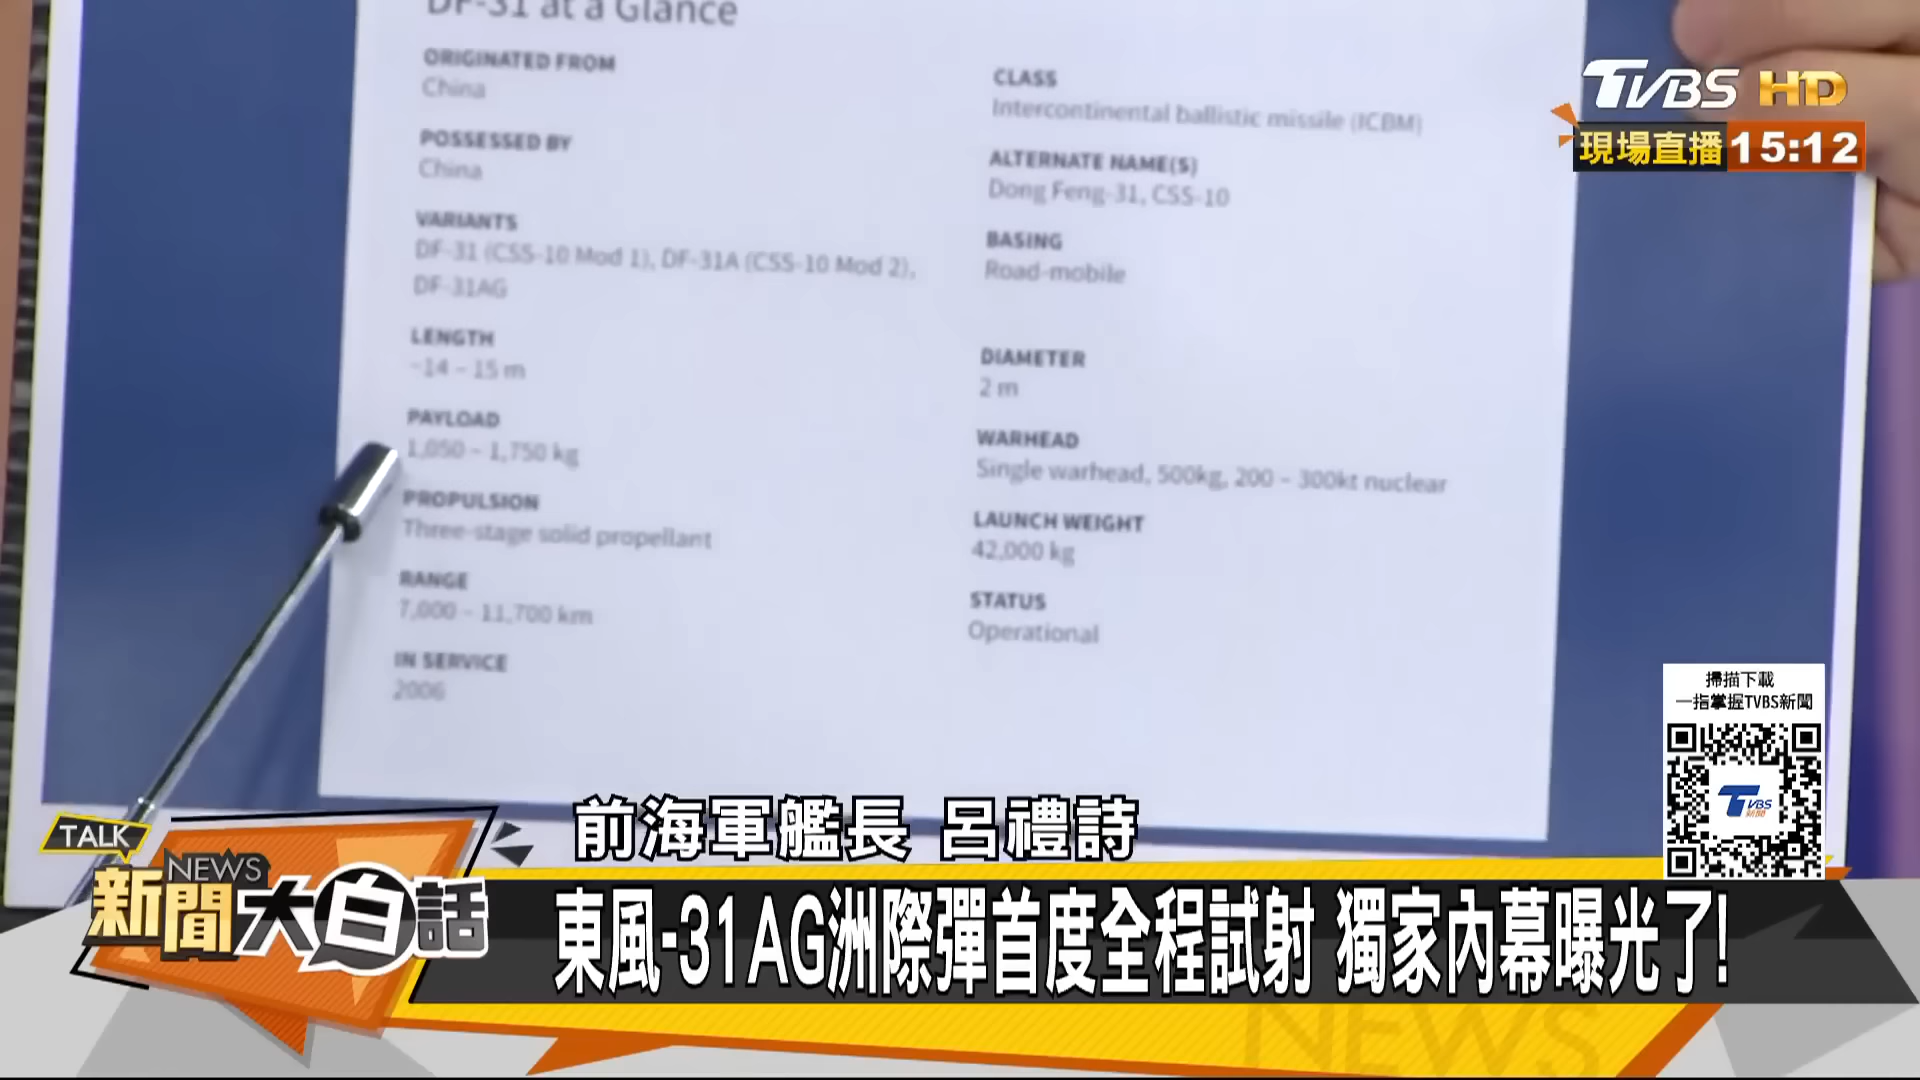 DF-31 at a Glance
ORIGINATED FROM
China
POSSESSED BY
China
VARIANTS
DF-31 (CSS-10 Mod 1), DF-31A (CSS-10 Mod 2),
DF-31AG
LENGTH
~14 – 15 m
PAYLOAD
1,050 – 1,750 kg
PROPULSION
Three-stage solid propellant
RANGE
7,000 – 11,700 km
IN SERVICE
2006
CLASS
Intercontinental ballistic missile (ICBM)
ALTERNATE NAME(S)
Dong Feng-31, CSS-10
BASING
Road-mobile
DIAMETER
2 m
WARHEAD
Single warhead, 500kg, 200 – 300kt nuclear
LAUNCH WEIGHT
42,000 kg
STATUS
Operational
TVBS HD
現場直播 15:12
掃描下載
一指掌握TVBS新聞
TVBS
新聞
前海軍艦長 呂禮詩
TALK
NEWS
新聞大白話
東風-31AG洲際彈首度全程試射 獨家內幕曝光了!
NEWS